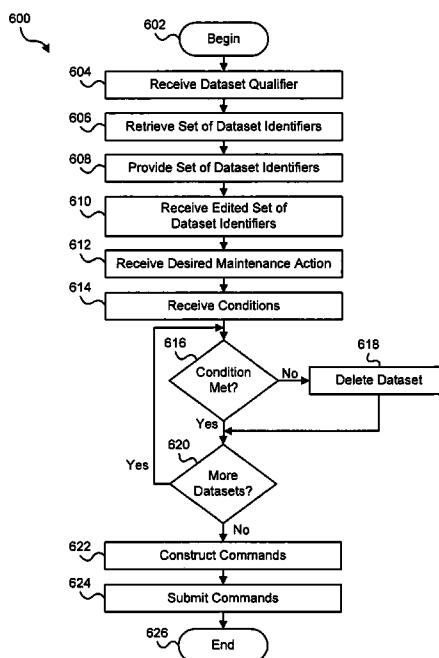 600
602
Begin
604
Receive Dataset Qualifier
606
Retrieve Set of Dataset Identifiers
608
Provide Set of Dataset Identifiers
610
Receive Edited Set of
Dataset Identifiers
612
Receive Desired Maintenance Action
614
Receive Conditions
616
Condition
Met?
No
618
Delete Dataset
Yes
620
Yes
More
Datasets?
No
622
Construct Commands
624
Submit Commands
626
End